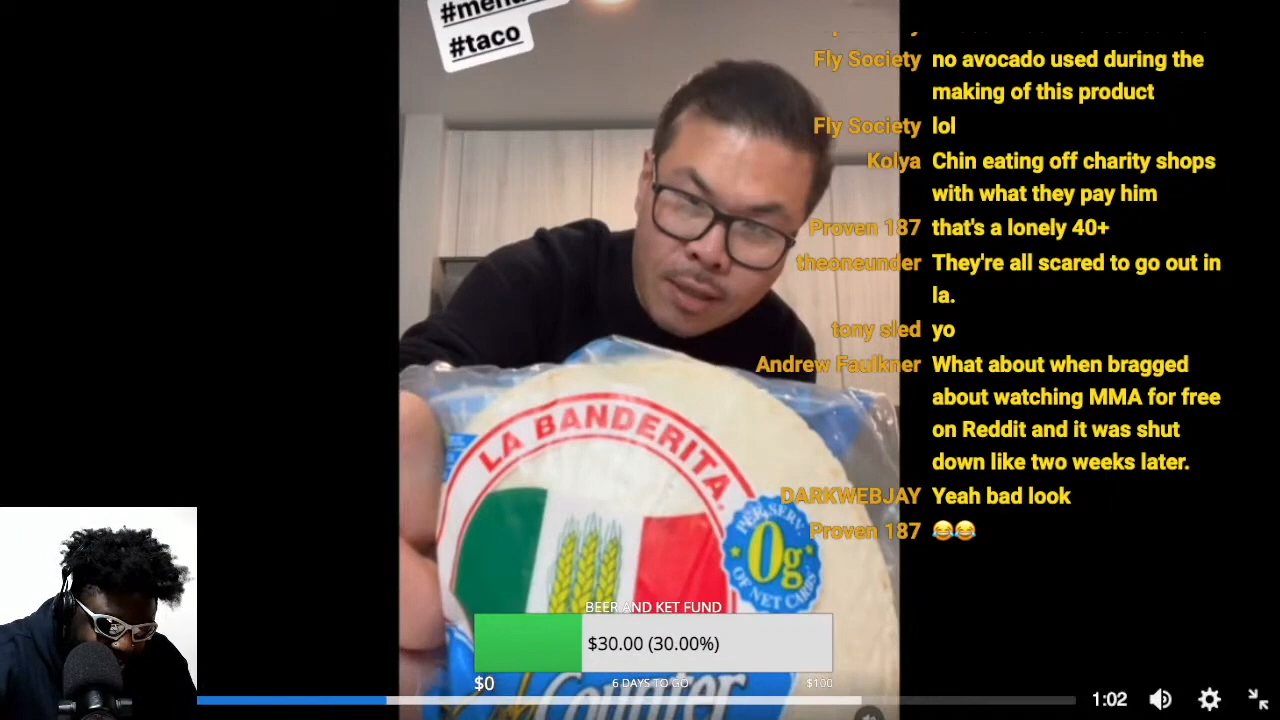 #taco
Fly Society no avocado used during the
making of this product
Fly Society lol
Kolya Chin eating off charity shops
with what they pay him
Proven 187 that's a lonely 40+
theoneunder They're all scared to go out in
la.
tony sled yo
Andrew Faulkner What about when bragged
about watching MMA for free
on Reddit and it was shut
down like two weeks later.
DARKWEBJAY Yeah bad look
Proven 187 😂😂
LA BANDERITA
PER SERV.
0g
OF NET CARBS
BEER AND KET FUND
$30.00 (30.00%)
$0 6 DAYS TO GO $100
Counter
1:02